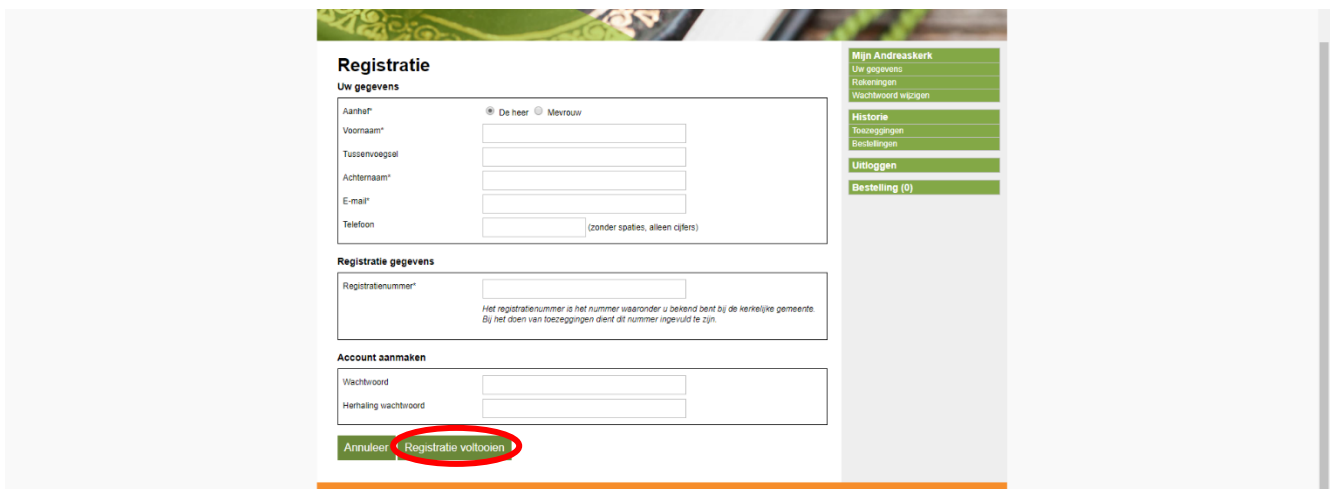 Registratie
Uw gegevens
Aanhef*
De heer Mevrouw
Voornaam*
Tussenvoegsel
Achternaam*
E-mail*
Telefoon
(zonder spaties, alleen cijfers)
Registratie gegevens
Registratienummer*
Het registratienummer is het nummer waaronder u bekend bent bij de kerkelijke gemeente.
Bij het doen van toezeggingen dient dit nummer ingevuld te zijn.
Account aanmaken
Wachtwoord
Herhaling wachtwoord
Annuleer Registratie voltooien
Mijn Andreaskerk
Uw gegevens
Rekeningen
Wachtwoord wijzigen
Historie
Toezeggingen
Bestellingen
Uitloggen
Bestelling (0)